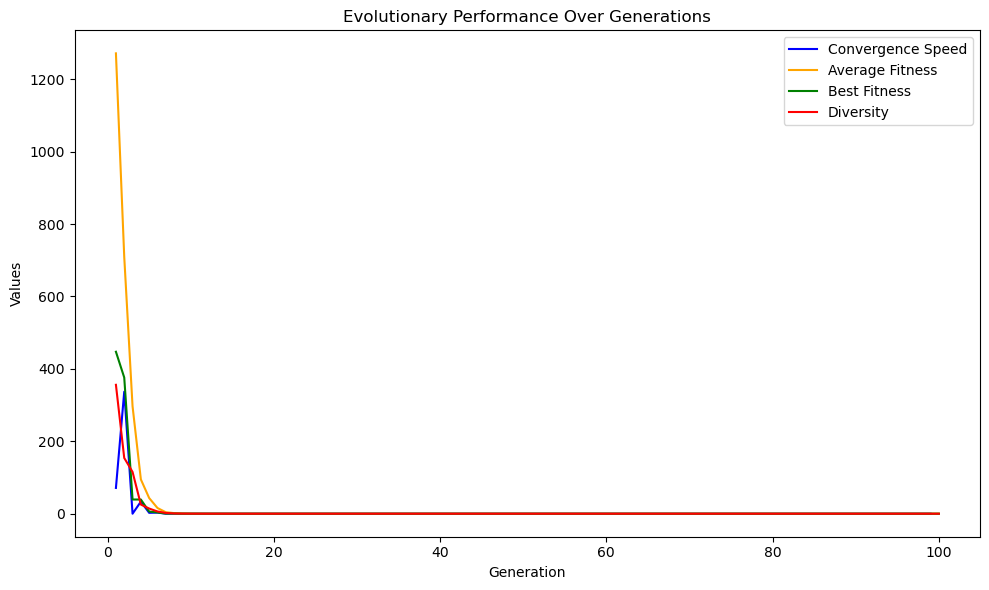 Evolutionary Performance Over Generations
Convergence Speed
Average Fitness
Best Fitness
Diversity
Values
1200
1000
800
600
400
200
0
0 20 40 60 80 100
Generation